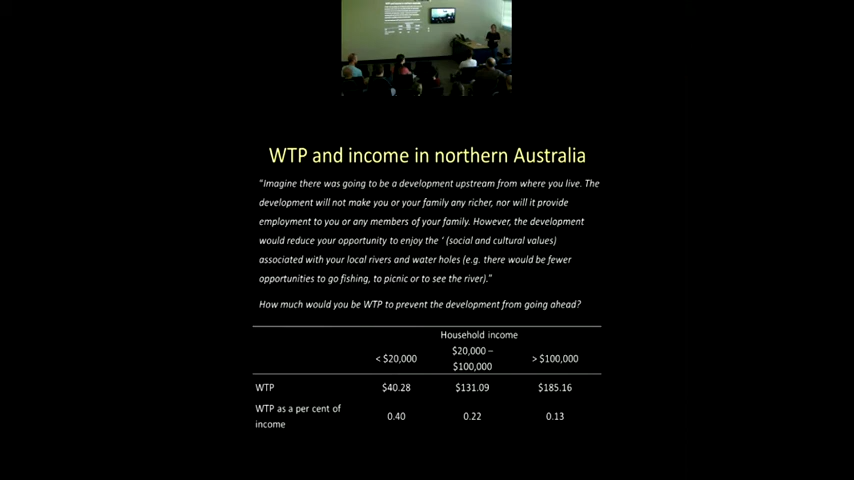 WTP and income in northern Australia
"Imagine there was going to be a development upstream from where you live. The
development will not make you or your family any richer, nor will it provide
employment to you or any members of your family. However, the development
would reduce your opportunity to enjoy the ' (social and cultural values)
associated with your local rivers and water holes (e.g. there would be fewer
opportunities to go fishing, to picnic or to see the river)."
How much would you be WTP to prevent the development from going ahead?
Household income
< $20,000 $20,000 – $100,000 > $100,000
WTP $40.28 $131.09 $185.16
WTP as a per cent of
income 0.40 0.22 0.13